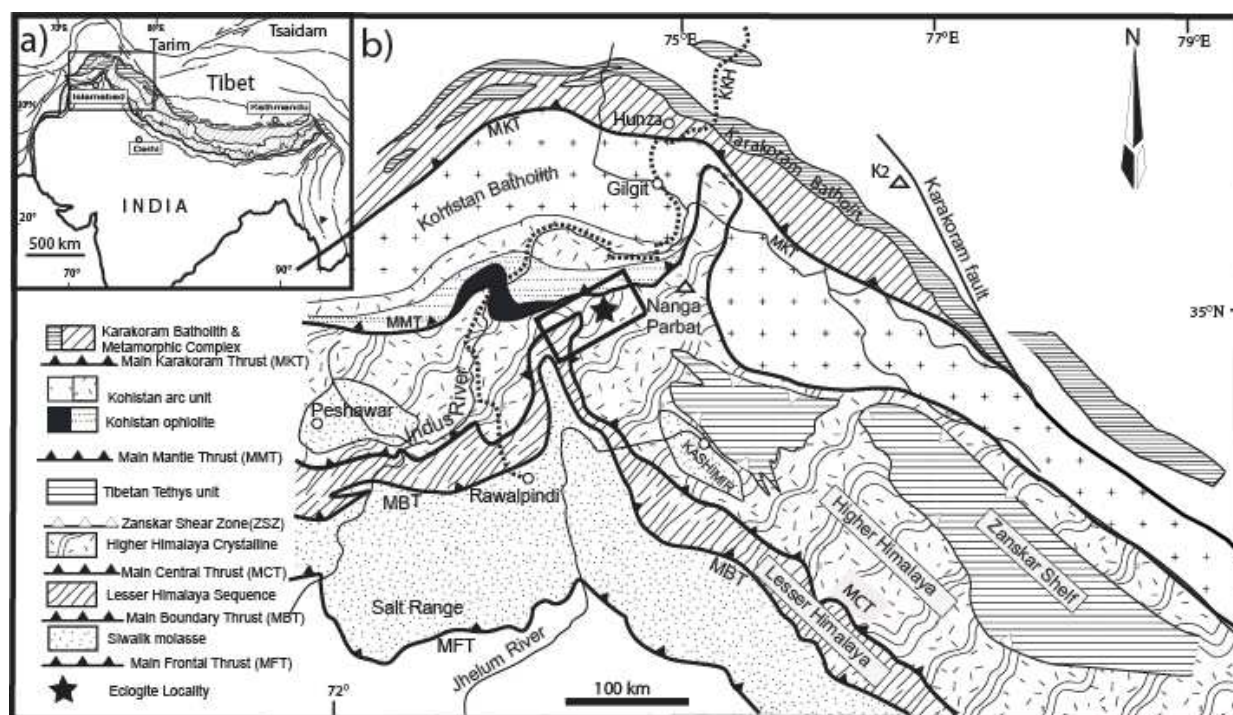 a)
70°E
80°E
Tsaidam
Tarim
Tibet
Islamabad
30°N
Kathmandu
Delhi
INDIA
20°
500 km
70°
90°
b)
75°E
77°E
79°E
N
KKH
Hunza
MKT
Karakoram Batholit
K2
Karakoram fault
Gilgit
Kohistan Batholith
MKT
35°N
Nanga
Parbat
MMT
Indus River
Peshawar
KASHIMIR
Rawalpindi
MBT
Higher Himalaya
Zanskar Shelf
MBT
Lesser Himalaya
MCT
Salt Range
MFT
Jhelum River
72°
100 km
Karakoram Batholith &
Metamorphic Complex
Main Karakoram Thrust (MKT)
Kohistan arc unit
Kohistan ophiolite
Main Mantle Thrust (MMT)
Tibetan Tethys unit
Zanskar Shear Zone(ZSZ)
Higher Himalaya Crystalline
Main Central Thrust (MCT)
Lesser Himalaya Sequence
Main Boundary Thrust (MBT)
Siwalik molasse
Main Frontal Thrust (MFT)
Eclogite Locality